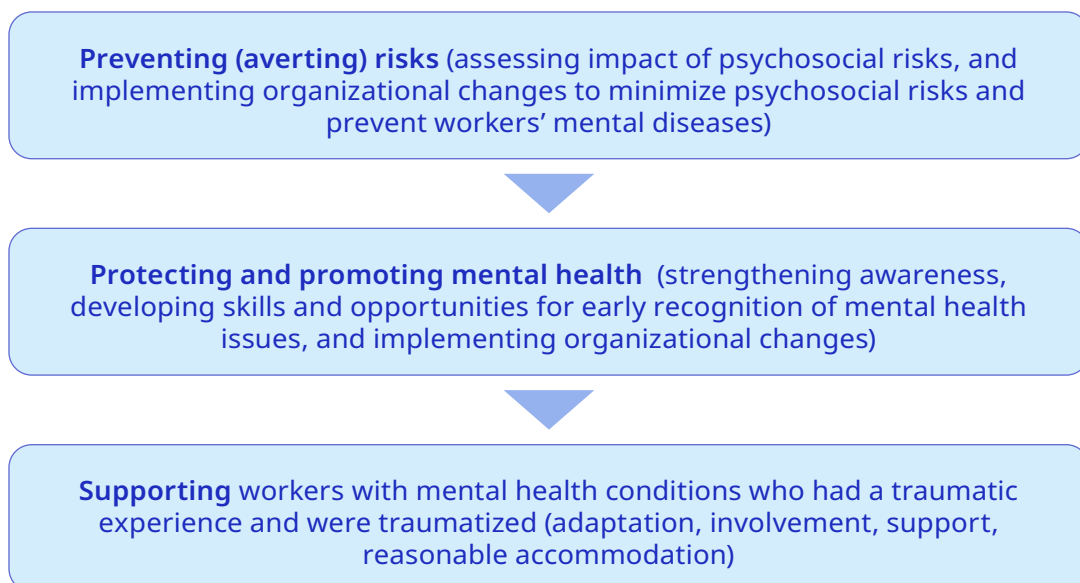 Preventing (averting) risks (assessing impact of psychosocial risks, and
implementing organizational changes to minimize psychosocial risks and
prevent workers’ mental diseases)
Protecting and promoting mental health (strengthening awareness,
developing skills and opportunities for early recognition of mental health
issues, and implementing organizational changes)
Supporting workers with mental health conditions who had a traumatic
experience and were traumatized (adaptation, involvement, support,
reasonable accommodation)